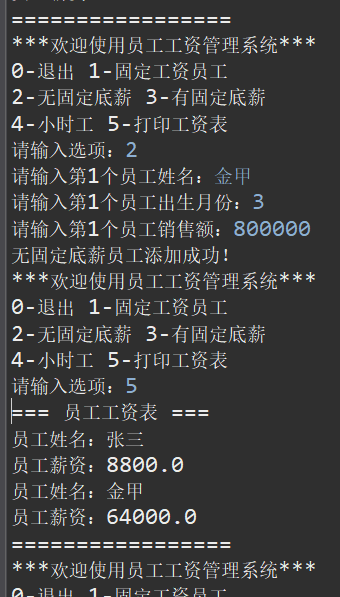 =================
***欢迎使用员工工资管理系统***
0-退出 1-固定工资员工
2-无固定底薪 3-有固定底薪
4-小时工 5-打印工资表
请输入选项：2
请输入第1个员工姓名：金甲
请输入第1个员工出生月份：3
请输入第1个员工销售额：800000
无固定底薪员工添加成功！
***欢迎使用员工工资管理系统***
0-退出 1-固定工资员工
2-无固定底薪 3-有固定底薪
4-小时工 5-打印工资表
请输入选项：5
=== 员工工资表 ===
员工姓名：张三
员工薪资：8800.0
员工姓名：金甲
员工薪资：64000.0
=================
***欢迎使用员工工资管理系统***
0-退出 1-固定工资员工